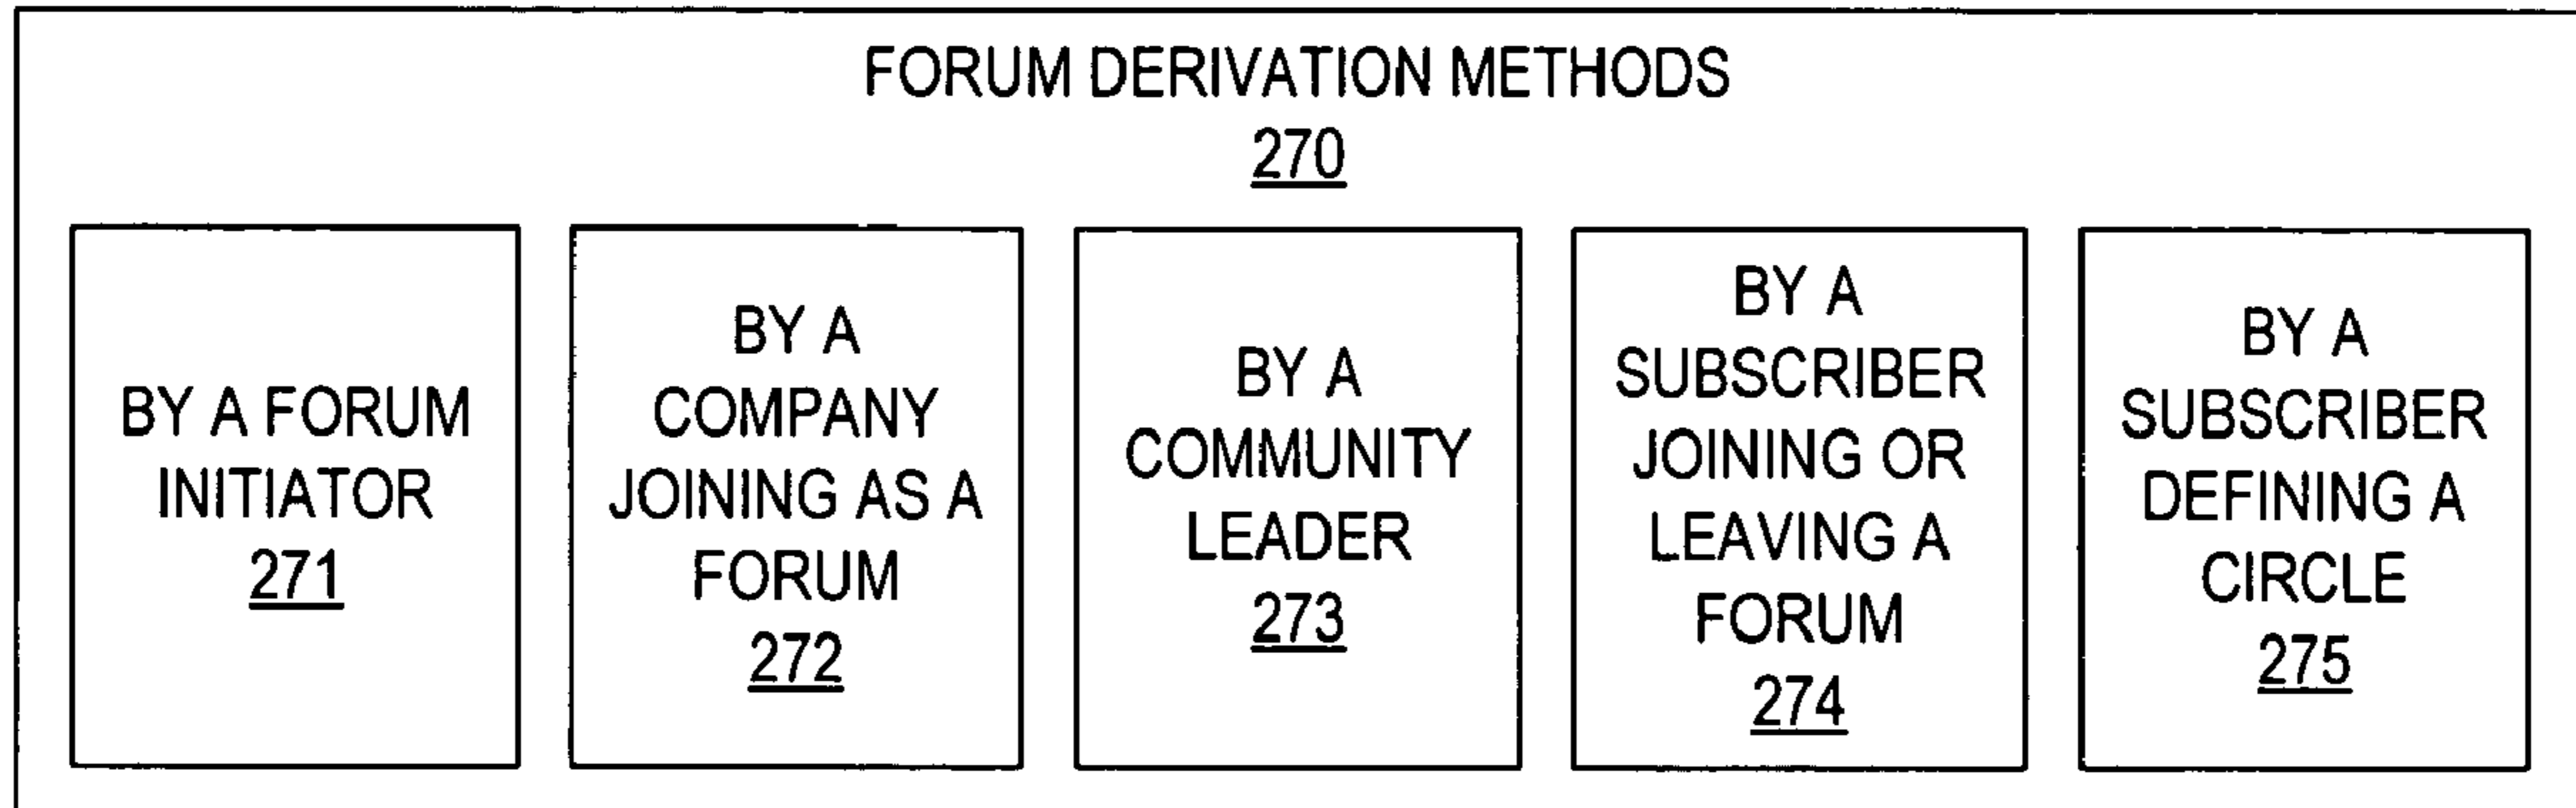 FORUM DERIVATION METHODS
270
BY A FORUM
INITIATOR
271
BY A
COMPANY
JOINING AS A
FORUM
272
BY A
COMMUNITY
LEADER
273
BY A
SUBSCRIBER
JOINING OR
LEAVING A
FORUM
274
BY A
SUBSCRIBER
DEFINING A
CIRCLE
275